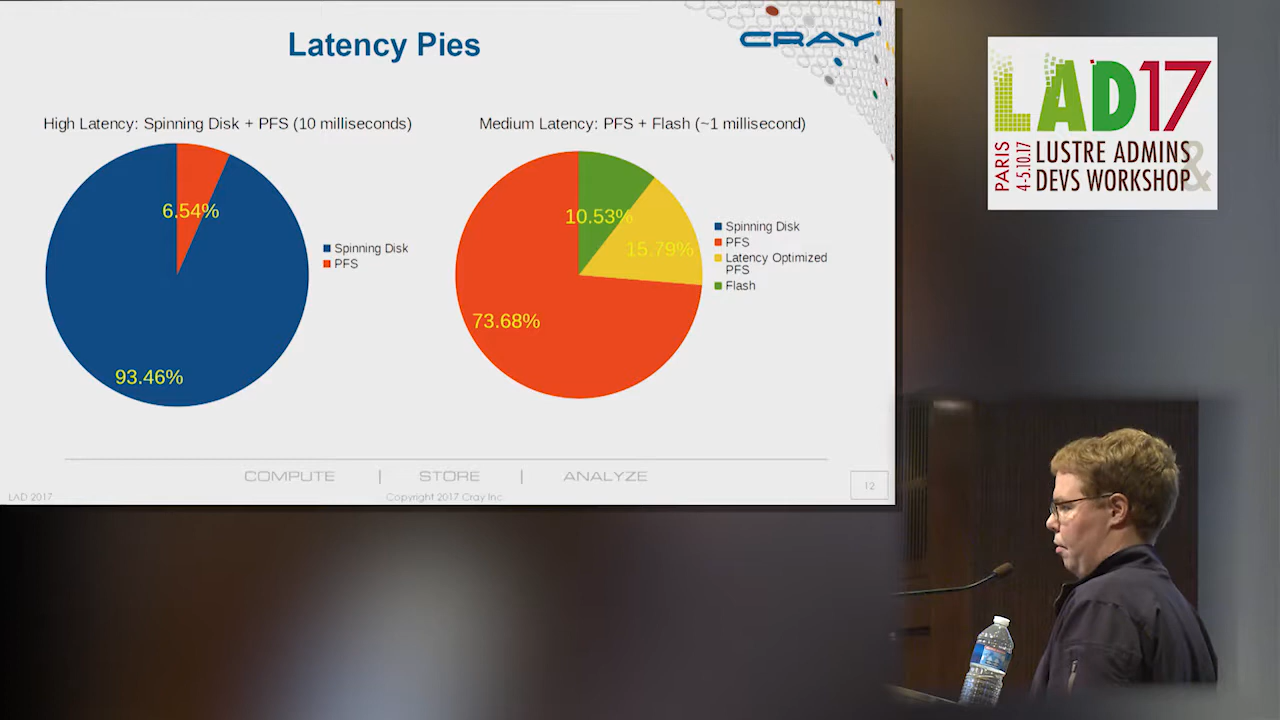 Latency Pies
CRAY
High Latency: Spinning Disk + PFS (10 milliseconds)
6.54%
93.46%
Spinning Disk
PFS
Medium Latency: PFS + Flash (~1 millisecond)
10.53%
15.79%
73.68%
Spinning Disk
PFS
Latency Optimized
PFS
Flash
COMPUTE | STORE | ANALYZE
LAD 2017
Copyright 2017 Cray Inc
12
LAD17
PARIS
4-5.10.17
LUSTRE ADMINS
& DEVS WORKSHOP